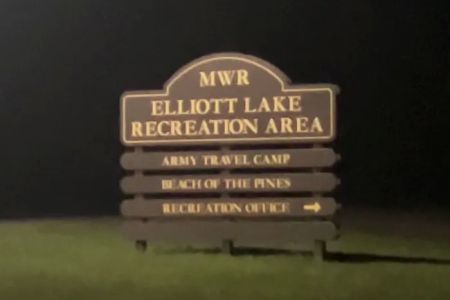 MWR
ELLIOTT LAKE
RECREATION AREA
ARMY TRAVEL CAMP
BEACH OF THE PINES
RECREATION OFFICE →